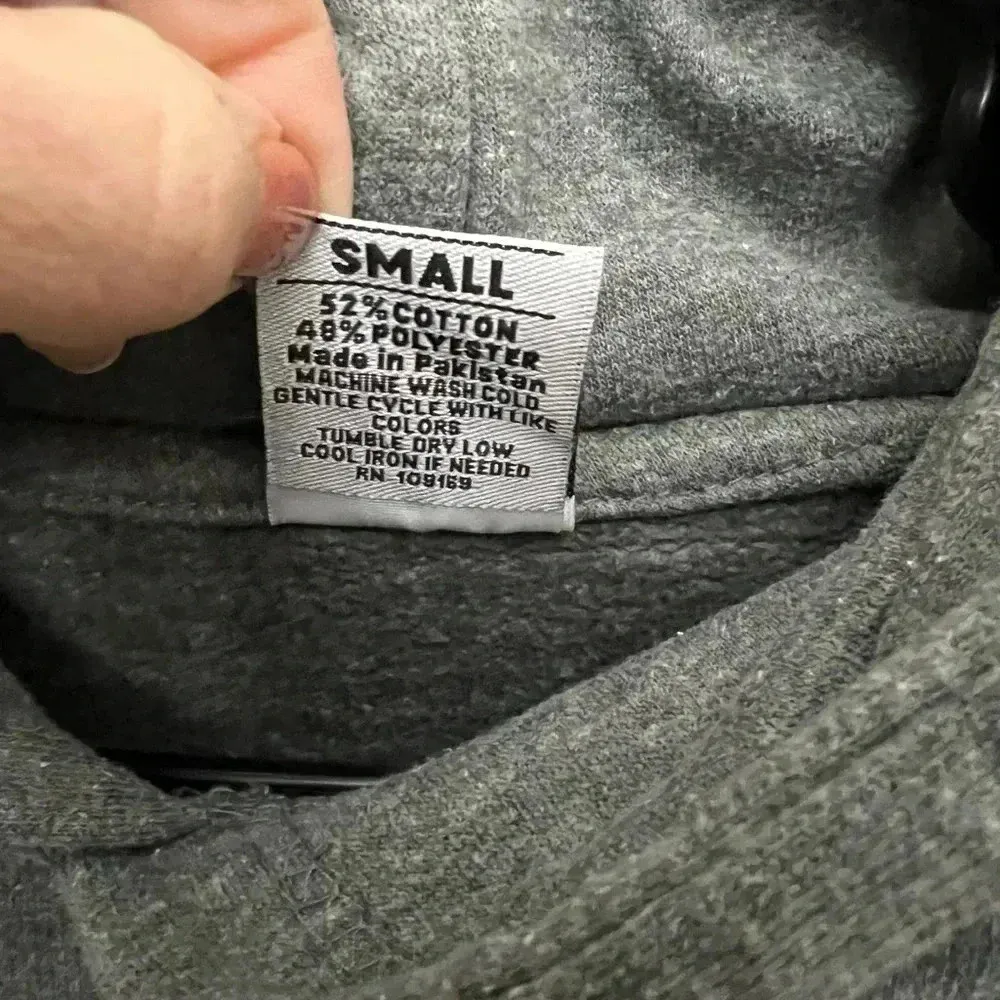 SMALL
52% COTTON
48% POLYESTER
Made in Pakistan
MACHINE WASH COLD
GENTLE CYCLE WITH LIKE
COLORS
TUMBLE DRY LOW
COOL IRON IF NEEDED
RN 109169